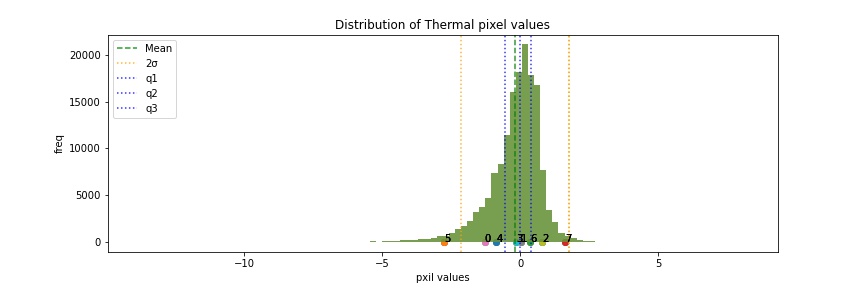 Distribution of Thermal pixel values
Mean
2σ
q1
q2
q3
freq
20000
15000
10000
5000
0
5 0 4 3 1 6 2 7
−10 −5 0 5
pxil values